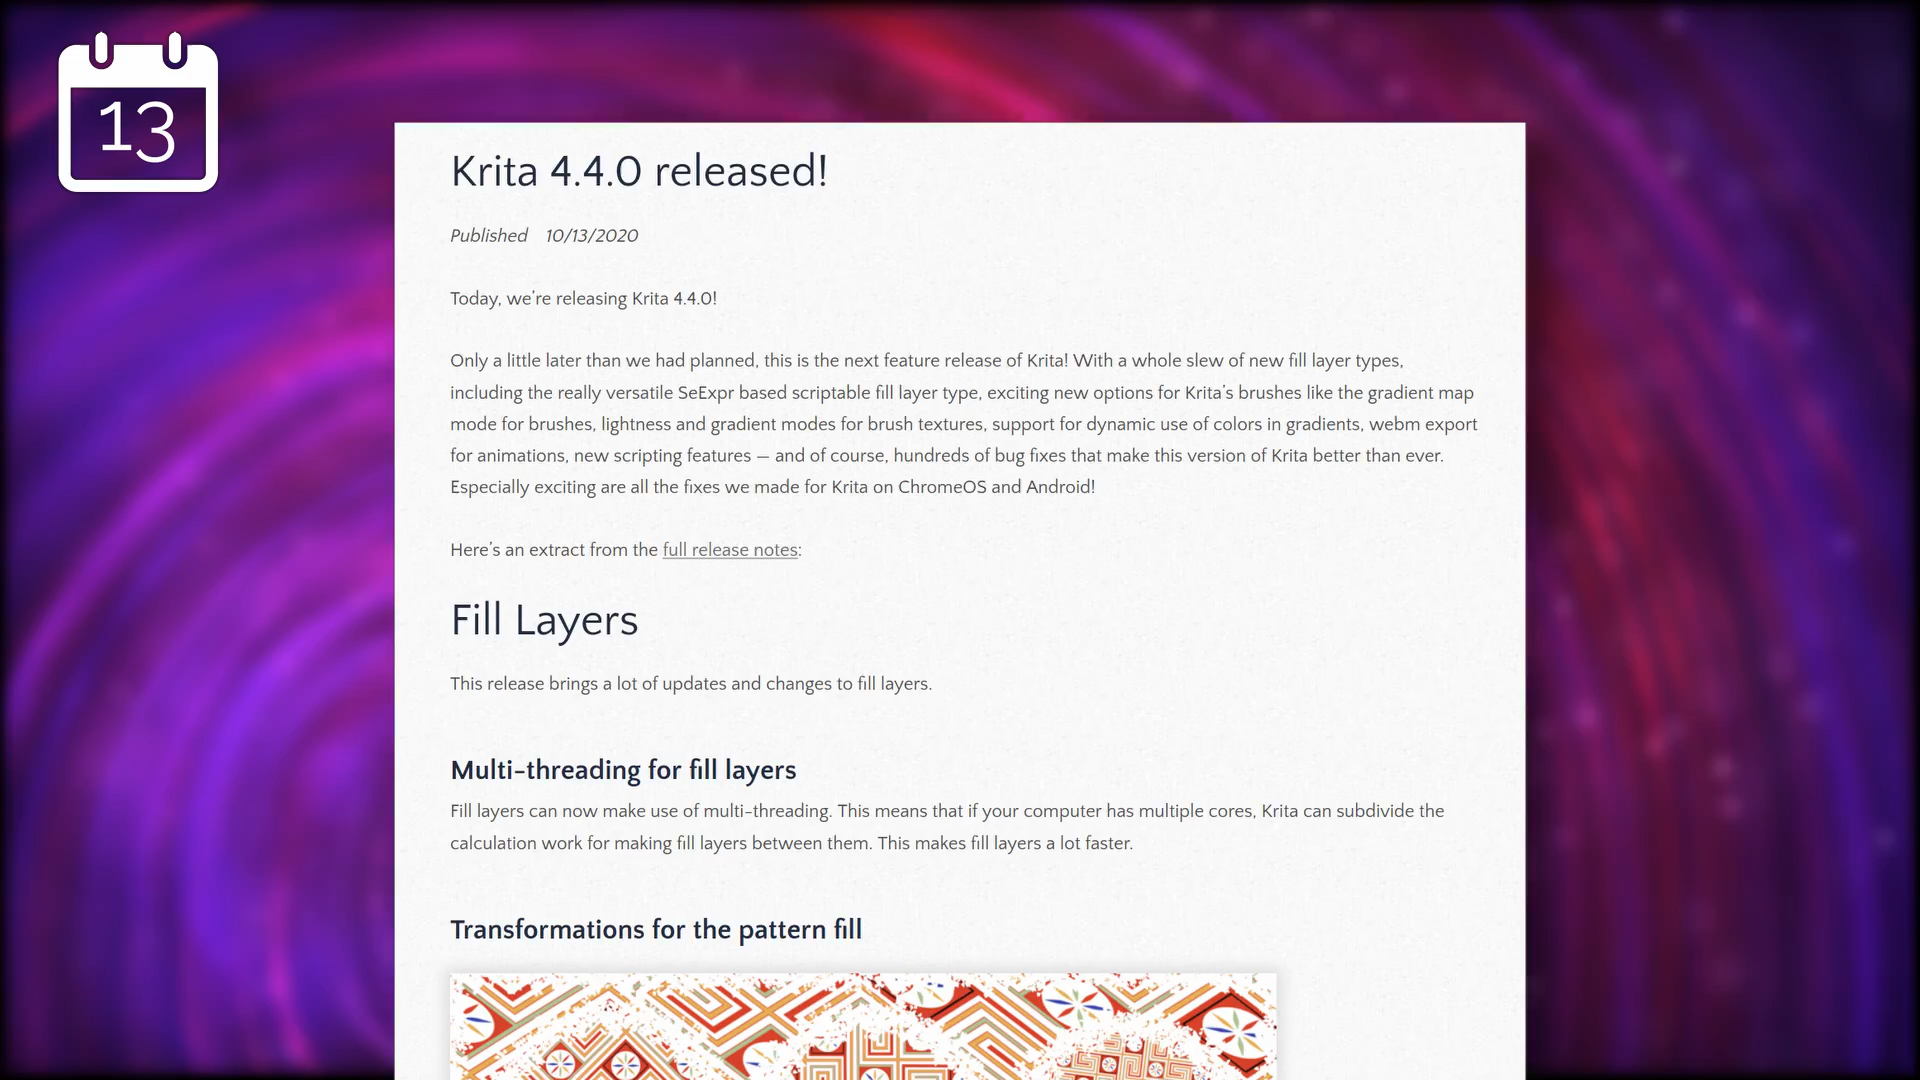 13
Krita 4.4.0 released!
Published 10/13/2020
Today, we’re releasing Krita 4.4.0!
Only a little later than we had planned, this is the next feature release of Krita! With a whole slew of new fill layer types,
including the really versatile SeExpr based scriptable fill layer type, exciting new options for Krita’s brushes like the gradient map
mode for brushes, lightness and gradient modes for brush textures, support for dynamic use of colors in gradients, webm export
for animations, new scripting features — and of course, hundreds of bug fixes that make this version of Krita better than ever.
Especially exciting are all the fixes we made for Krita on ChromeOS and Android!
Here’s an extract from the full release notes:
Fill Layers
This release brings a lot of updates and changes to fill layers.
Multi-threading for fill layers
Fill layers can now make use of multi-threading. This means that if your computer has multiple cores, Krita can subdivide the
calculation work for making fill layers between them. This makes fill layers a lot faster.
Transformations for the pattern fill